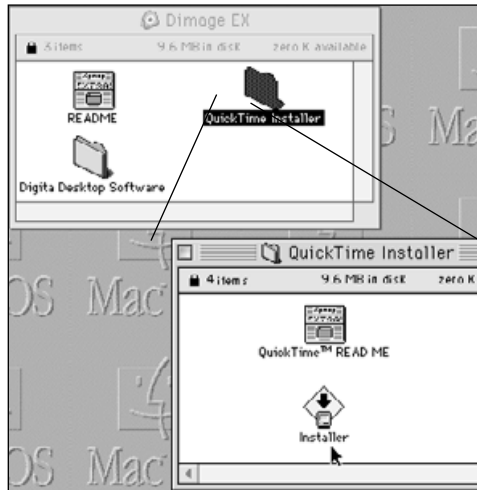 Dimage EX
3 items 9.6 MB in disk zero K available
README
QuickTime Installer
Digita Desktop Software
QuickTime Installer
4 items 9.6 MB in disk zero K
QuickTime™ READ ME
Installer
Ma
OS Mac
OS Mac